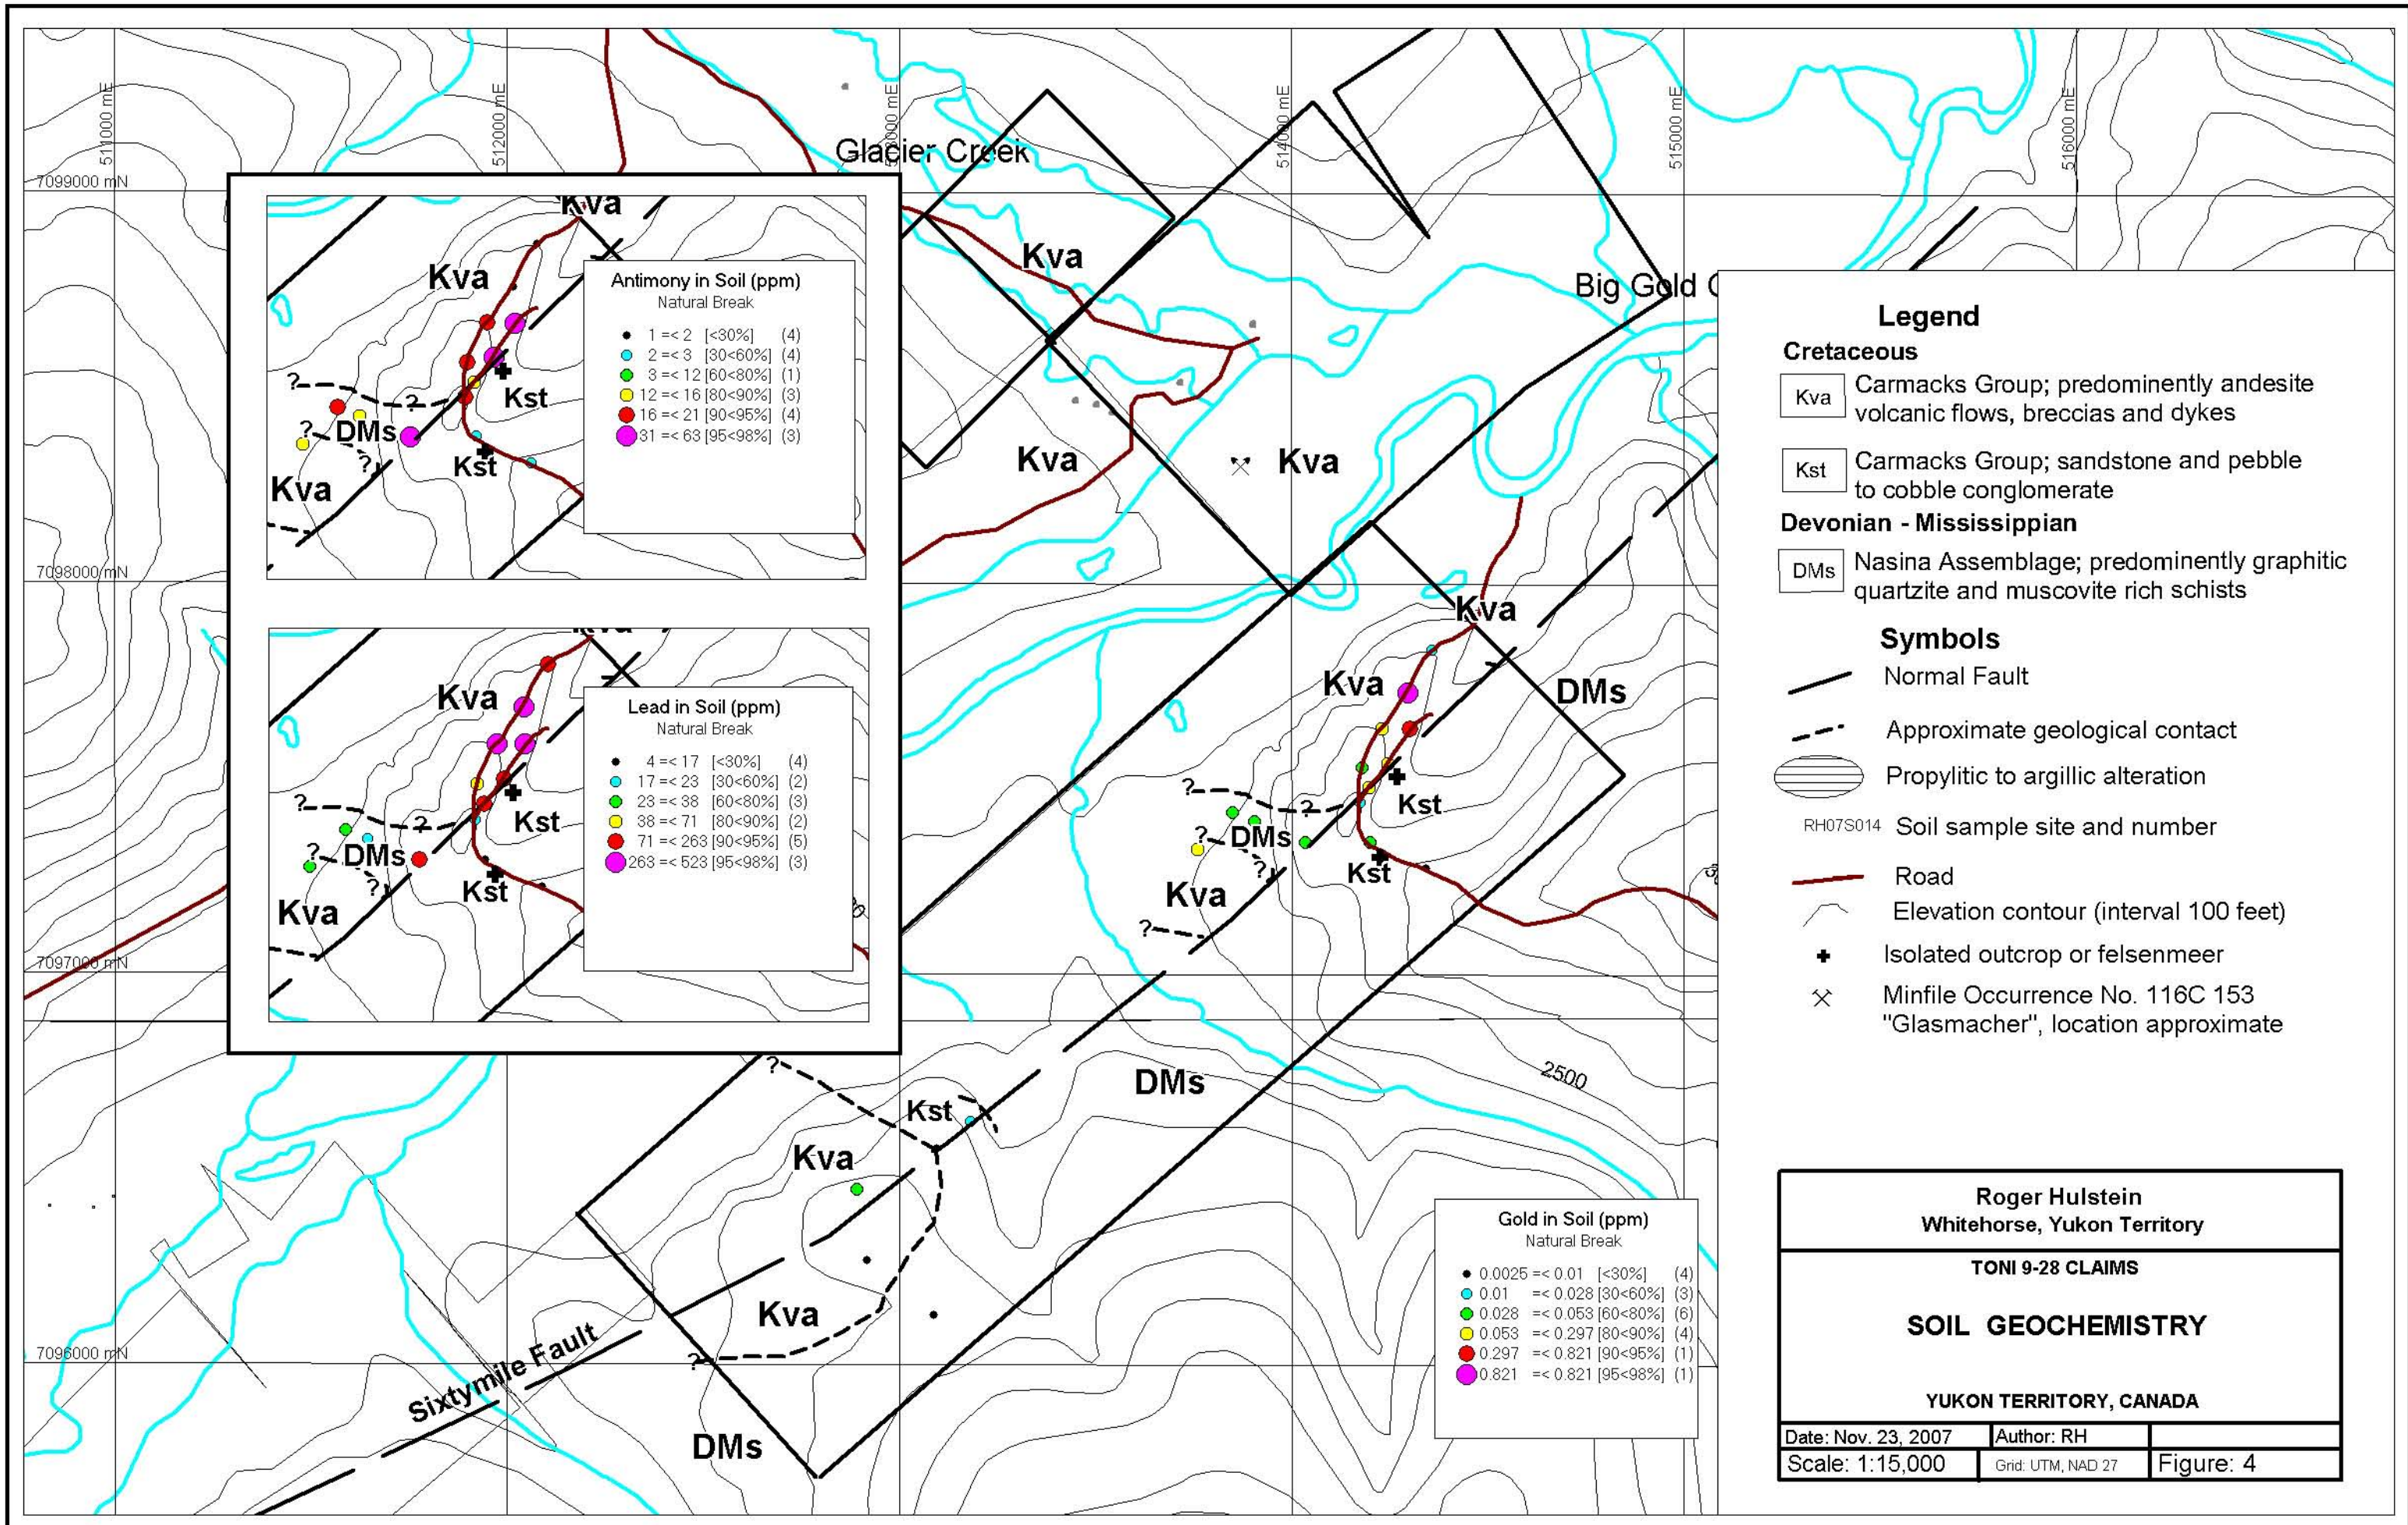 511000 mE
512000 mE
513000 mE
514000 mE
515000 mE
516000 mE
7099000 mN
7098000 mN
7097000 mN
7096000 mN
Glacier Creek
Big Gold C
Kva
Kva
Kva
Kva
Kva
DMs
Kst
DMs
Kst
Kva
?
?
?
?
?
DMs
2500
?
Kst
Kva
Kva
?
DMs
Sixtymile Fault
Kva
Kva
?
?
Kst
?
DMs
?
Kst
Kva
Antimony in Soil (ppm)
Natural Break
1 =< 2 [<30%] (4)
2 =< 3 [30<60%] (4)
3 =< 12 [60<80%] (1)
12 =< 16 [80<90%] (3)
16 =< 21 [90<95%] (4)
31 =< 63 [95<98%] (3)
Kva
Kva
?
?
Kst
?
DMs
?
Kst
Kva
Lead in Soil (ppm)
Natural Break
4 =< 17 [<30%] (4)
17 =< 23 [30<60%] (2)
23 =< 38 [60<80%] (3)
38 =< 71 [80<90%] (2)
71 =< 263 [90<95%] (5)
263 =< 523 [95<98%] (3)
Gold in Soil (ppm)
Natural Break
0.0025 =< 0.01 [<30%] (4)
0.01 =< 0.028 [30<60%] (3)
0.028 =< 0.053 [60<80%] (6)
0.053 =< 0.297 [80<90%] (4)
0.297 =< 0.821 [90<95%] (1)
0.821 =< 0.821 [95<98%] (1)
Legend
Cretaceous
Kva Carmacks Group; predominently andesite
volcanic flows, breccias and dykes
Kst Carmacks Group; sandstone and pebble
to cobble conglomerate
Devonian - Mississippian
DMs Nasina Assemblage; predominently graphitic
quartzite and muscovite rich schists
Symbols
Normal Fault
Approximate geological contact
Propylitic to argillic alteration
RH07S014 Soil sample site and number
Road
Elevation contour (interval 100 feet)
Isolated outcrop or felsenmeer
Minfile Occurrence No. 116C 153
"Glasmacher", location approximate
Roger Hulstein
Whitehorse, Yukon Territory
TONI 9-28 CLAIMS
SOIL GEOCHEMISTRY
YUKON TERRITORY, CANADA
Date: Nov. 23, 2007 Author: RH
Scale: 1:15,000 Grid: UTM, NAD 27 Figure: 4